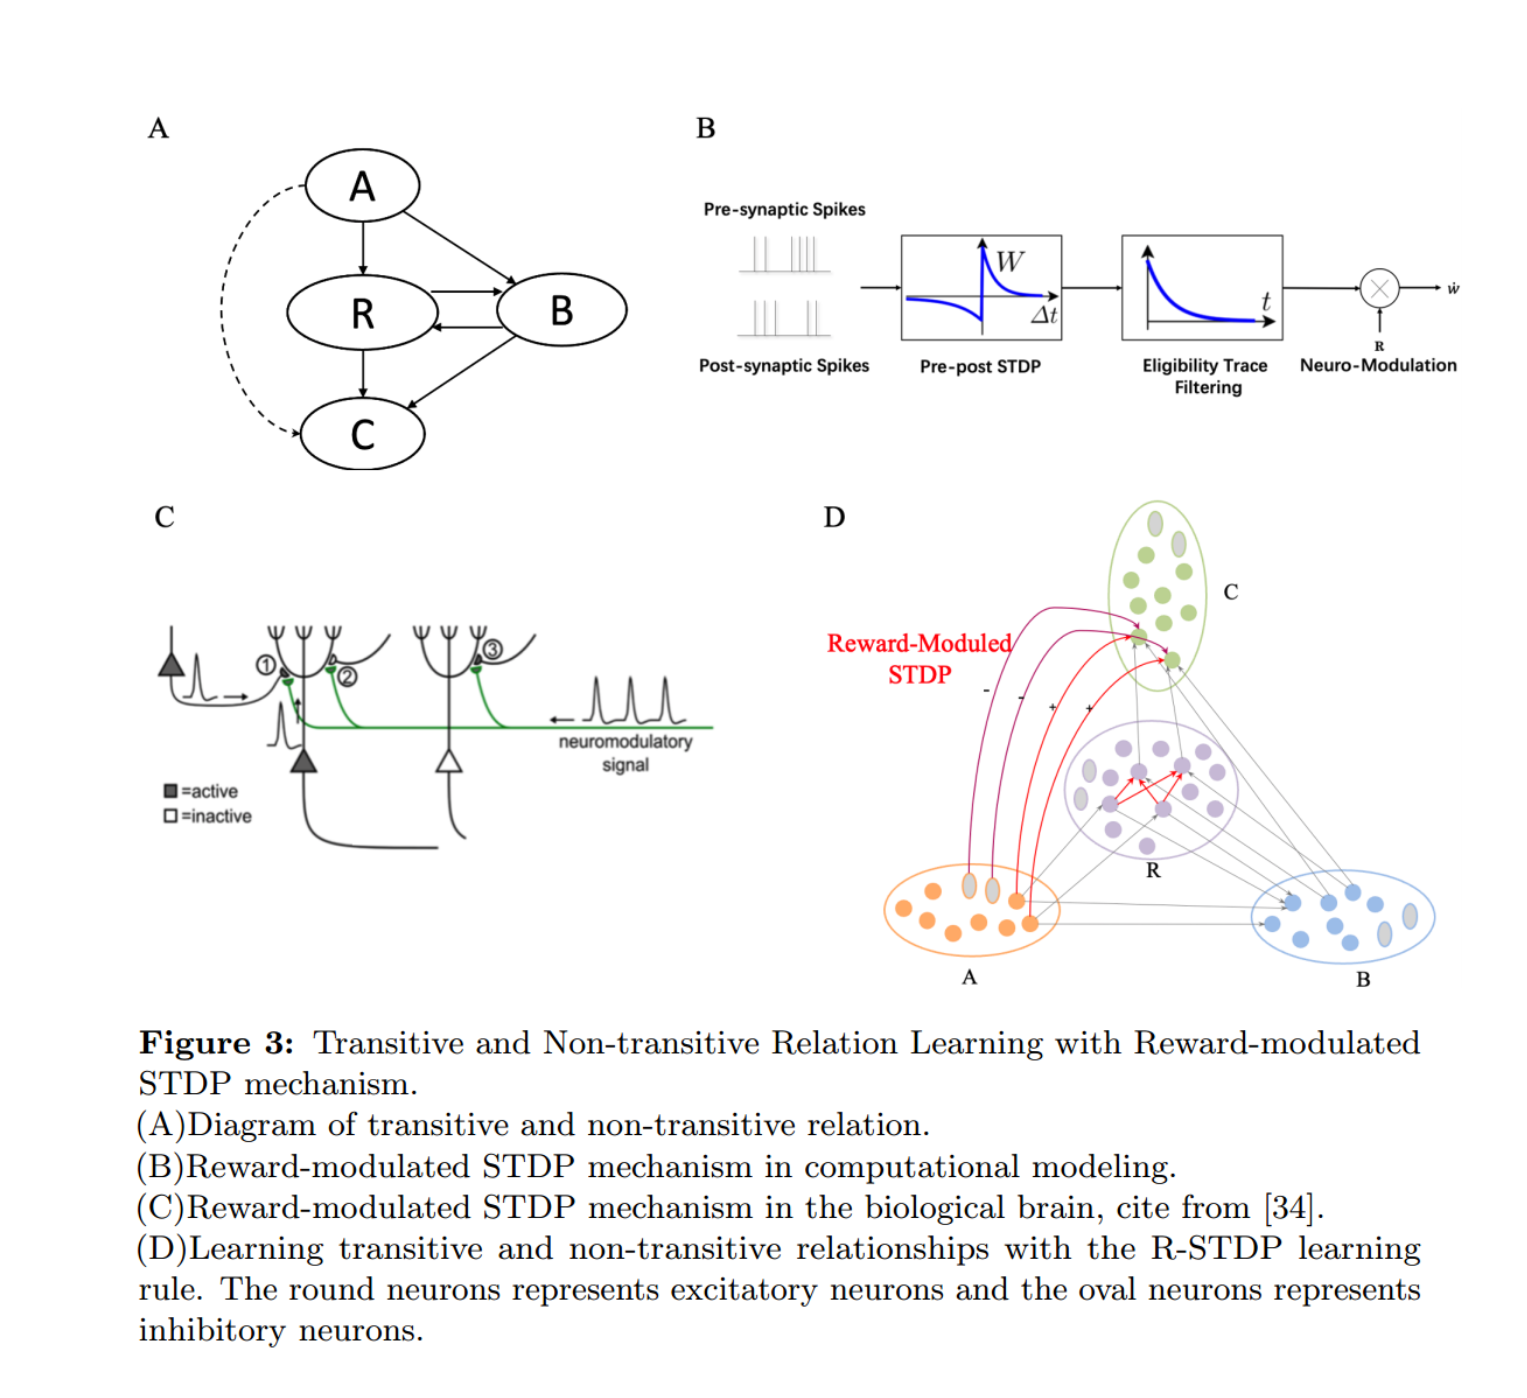 A
A
R
B
C
B
Pre-synaptic Spikes
Post-synaptic Spikes
W
Δt
Pre-post STDP
t
Eligibility Trace
Filtering
R
Neuro-Modulation
ẇ
C
①
②
③
neuromodulatory
signal
=active
=inactive
D
Reward-Moduled
STDP
- - + +
C
R
A
B
Figure 3: Transitive and Non-transitive Relation Learning with Reward-modulated
STDP mechanism.
(A)Diagram of transitive and non-transitive relation.
(B)Reward-modulated STDP mechanism in computational modeling.
(C)Reward-modulated STDP mechanism in the biological brain, cite from [34].
(D)Learning transitive and non-transitive relationships with the R-STDP learning
rule. The round neurons represents excitatory neurons and the oval neurons represents
inhibitory neurons.